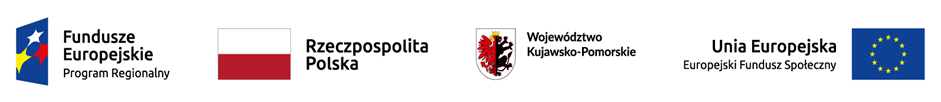 Fundusze
Europejskie
Program Regionalny
Rzeczpospolita
Polska
Województwo
Kujawsko-Pomorskie
Unia Europejska
Europejski Fundusz Społeczny